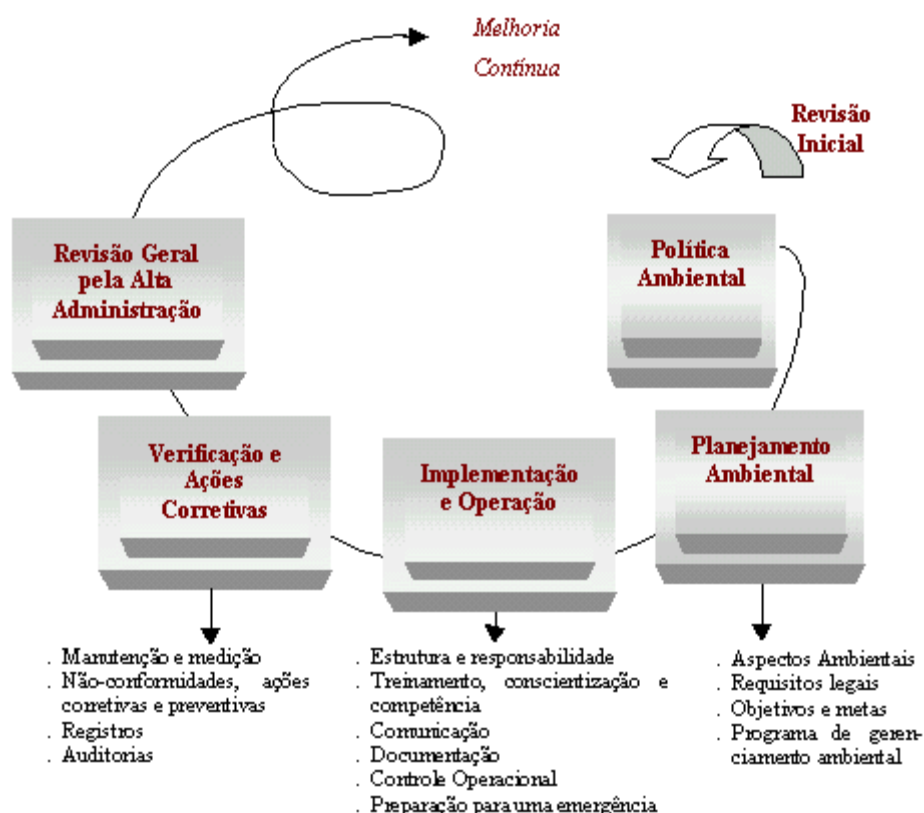 Melhoria
Contínua
Revisão
Inicial
Revisão Geral
pela Alta
Administração
Política
Ambiental
Verificação e
Ações
Corretivas
Implementação
e Operação
Planejamento
Ambiental
. Manutenção e medição
. Não-conformidades, ações
corretivas e preventivas
. Registros
. Auditorias
. Estrutura e responsabilidade
. Treinamento, conscientização e
competência
. Comunicação
. Documentação
. Controle Operacional
. Preparação para uma emergência
. Aspectos Ambientais
. Requisitos legais
. Objetivos e metas
. Programa de geren-
ciamento ambiental